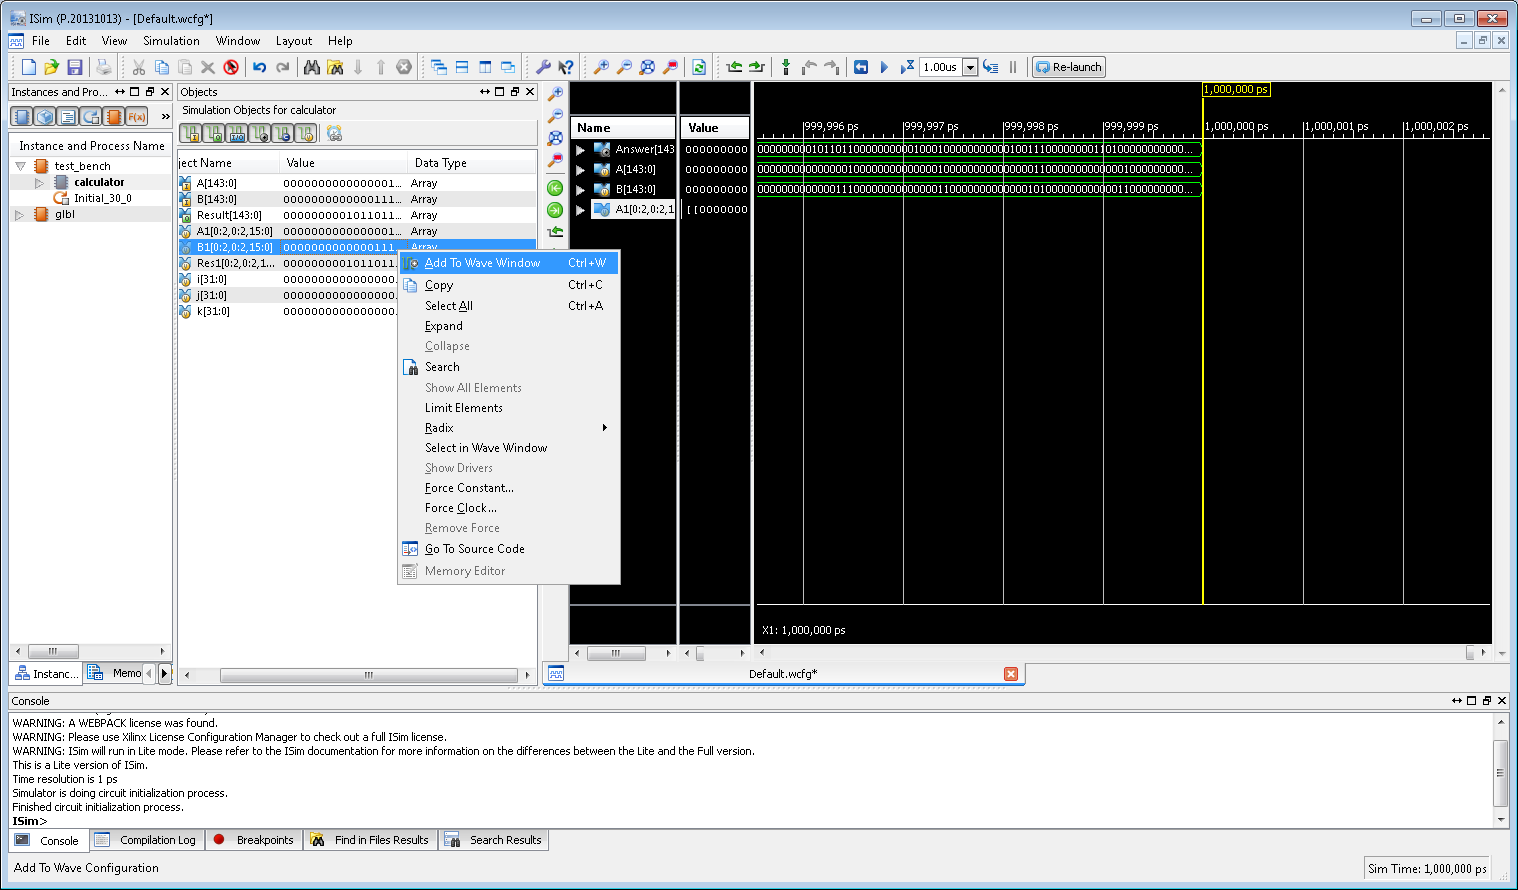 ISim (P.20131013) - [Default.wcfg*]
File Edit View Simulation Window Layout Help
1.00us Re-launch
Instances and Pro...
Instance and Process Name
test_bench
calculator
Initial_30_0
glbl
Instanc... Memo
Objects
Simulation Objects for calculator
ject Name Value Data Type
A[143:0] 0000000000000001... Array
B[143:0] 0000000000000111... Array
Result[143:0] 0000000001011011... Array
A1[0:2,0:2,15:0] 0000000000000001... Array
B1[0:2,0:2,15:0] 0000000000000111... Array
Res1[0:2,0:2,1... 0000000001011011...
i[31:0] 000000000000000...
j[31:0] 000000000000000...
k[31:0] 000000000000000...
Add To Wave Window Ctrl+W
Copy Ctrl+C
Select All Ctrl+A
Expand
Collapse
Search
Show All Elements
Limit Elements
Radix
Select in Wave Window
Show Drivers
Force Constant...
Force Clock...
Remove Force
Go To Source Code
Memory Editor
Name Value
Answer[143 000000000
A[143:0] 000000000
B[143:0] 000000000
A1[0:2,0:2,1 [[0000000
1,000,000 ps
999,996 ps 999,997 ps 999,998 ps 999,999 ps 1,000,000 ps 1,000,001 ps 1,000,002 ps
X1: 1,000,000 ps
Default.wcfg*
Console
WARNING: A WEBPACK license was found.
WARNING: Please use Xilinx License Configuration Manager to check out a full ISim license.
WARNING: ISim will run in Lite mode. Please refer to the ISim documentation for more information on the differences between the Lite and the Full version.
This is a Lite version of ISim.
Time resolution is 1 ps
Simulator is doing circuit initialization process.
Finished circuit initialization process.
ISim>
Console Compilation Log Breakpoints Find in Files Results Search Results
Add To Wave Configuration Sim Time: 1,000,000 ps